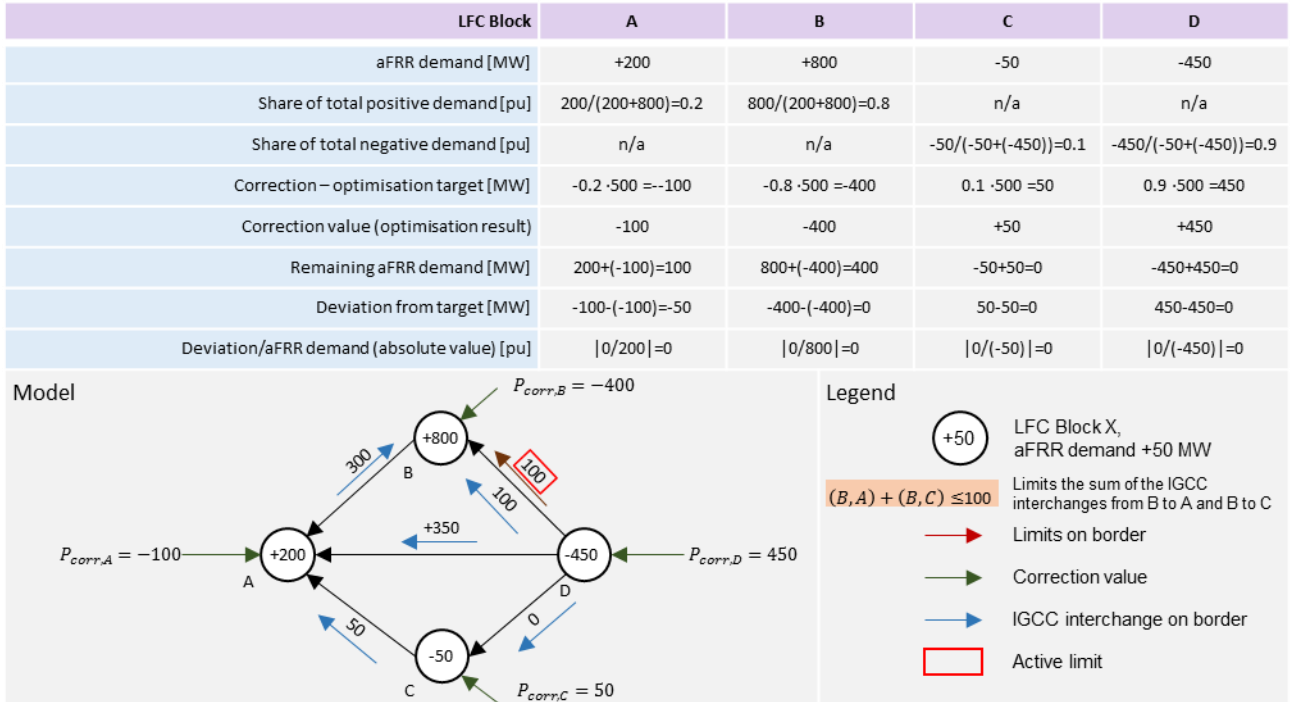 LFC Block A B C D
aFRR demand [MW] +200 +800 -50 -450
Share of total positive demand [pu] 200/(200+800)=0.2 800/(200+800)=0.8 n/a n/a
Share of total negative demand [pu] n/a n/a -50/(-50+(-450))=0.1 -450/(-50+(-450))=0.9
Correction – optimisation target [MW] -0.2 ·500 =--100 -0.8 ·500 =-400 0.1 ·500 =50 0.9 ·500 =450
Correction value (optimisation result) -100 -400 +50 +450
Remaining aFRR demand [MW] 200+(-100)=100 800+(-400)=400 -50+50=0 -450+450=0
Deviation from target [MW] -100-(-100)=-50 -400-(-400)=0 50-50=0 450-450=0
Deviation/aFRR demand (absolute value) [pu] |0/200|=0 |0/800|=0 |0/(-50)|=0 |0/(-450)|=0
Model
P_corr,B = −400
+800
B
300
100
100
+350
P_corr,A = −100
+200
A
-450
D
P_corr,D = 450
50
0
-50
C
P_corr,C = 50
Legend
+50
LFC Block X,
aFRR demand +50 MW
(B,A) + (B,C) ≤100
Limits the sum of the IGCC
interchanges from B to A and B to C
Limits on border
Correction value
IGCC interchange on border
Active limit